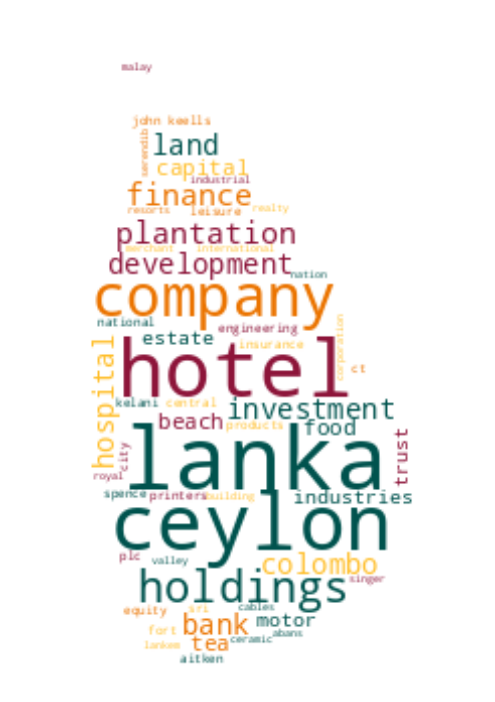 malay
john keells
serendib
land
capital
industrial
finance
resorts
leisure
realty
plantation
merchant
international
development
nation
company
national
engineering
corporation
estate
insurance
hotel
ct
hospital
kelani
central
investment
beach
products
food
lanka
trust
city
royal
spence
printers
building
industries
ceylon
plc
valley
colombo
singer
holdings
equity
sri
cables
motor
bank
fort
abans
tea
ceramic
lankem
aitken